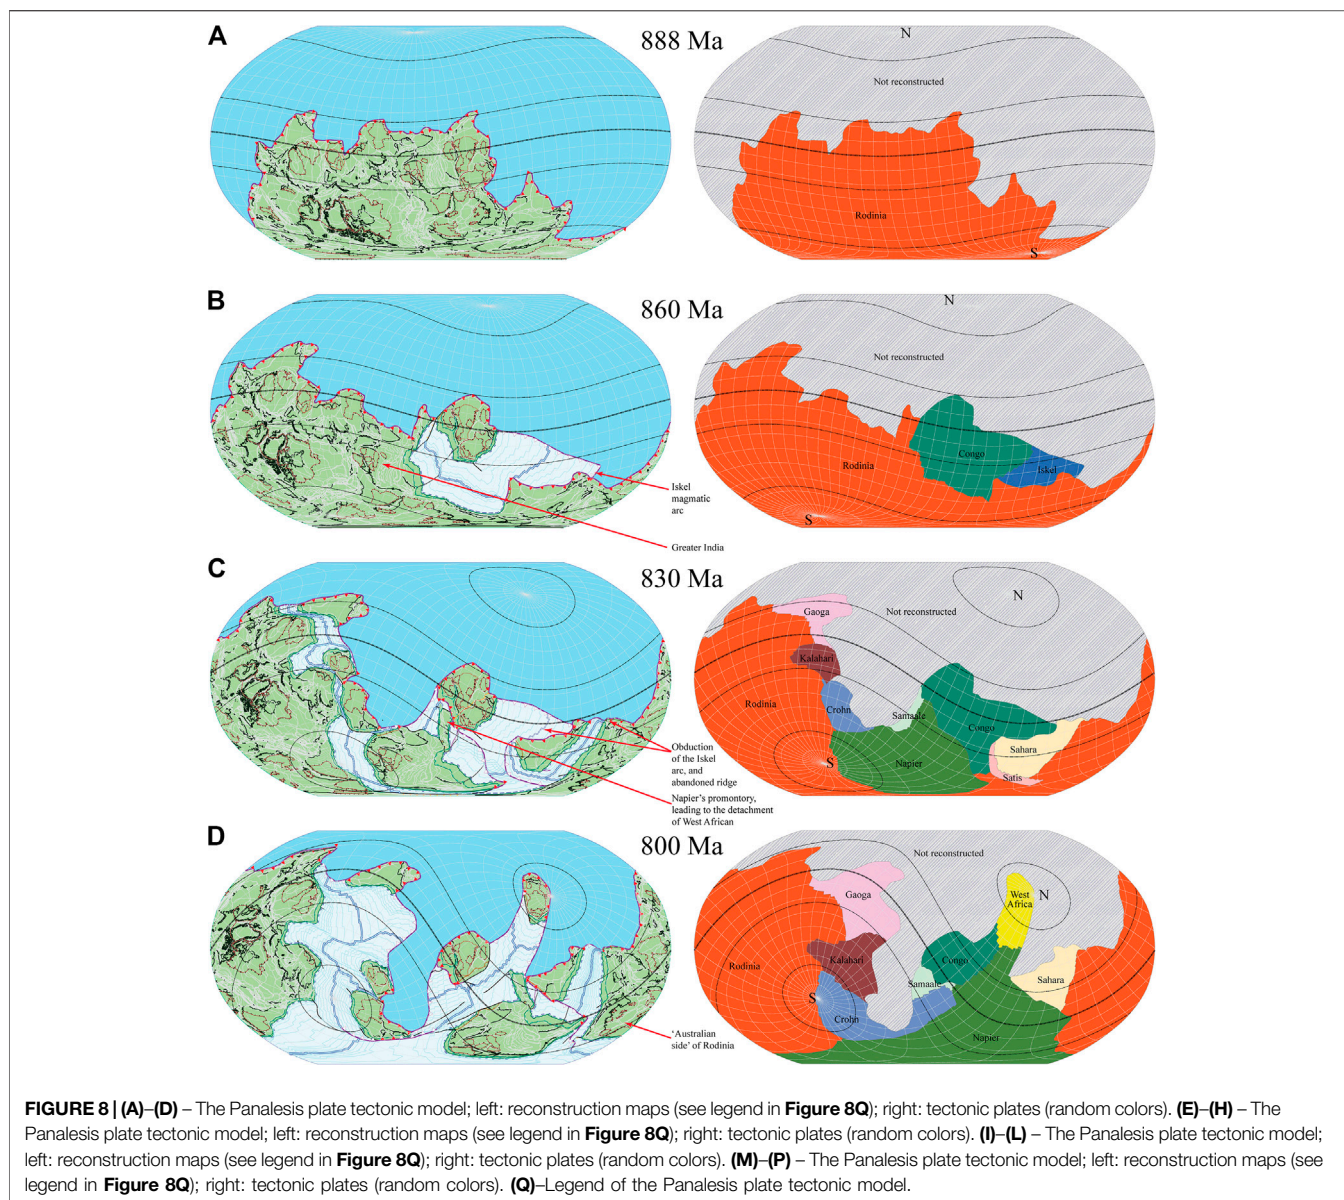 A
888 Ma
N
Not reconstructed
Rodinia
S
B
860 Ma
N
Not reconstructed
Rodinia
Congo
Iskel
S
Iskel
magmatic
arc
Greater India
C
830 Ma
N
Not reconstructed
Gaoga
Kalahari
Rodinia
Crohn
Samaale
Congo
Sahara
Napier
Satis
S
Obduction
of the Iskel
arc, and
abandoned ridge
Napier's promontory,
leading to the detachment
of West African
D
800 Ma
Not reconstructed
Gaoga
West
Africa
N
Rodinia
Kalahari
Congo
Samaale
Sahara
S
Crohn
Napier
'Australian
side' of Rodinia
FIGURE 8 | (A)–(D) – The Panalesis plate tectonic model; left: reconstruction maps (see legend in Figure 8Q); right: tectonic plates (random colors). (E)–(H) – The
Panalesis plate tectonic model; left: reconstruction maps (see legend in Figure 8Q); right: tectonic plates (random colors). (I)–(L) – The Panalesis plate tectonic model;
left: reconstruction maps (see legend in Figure 8Q); right: tectonic plates (random colors). (M)–(P) – The Panalesis plate tectonic model; left: reconstruction maps (see
legend in Figure 8Q); right: tectonic plates (random colors). (Q)–Legend of the Panalesis plate tectonic model.